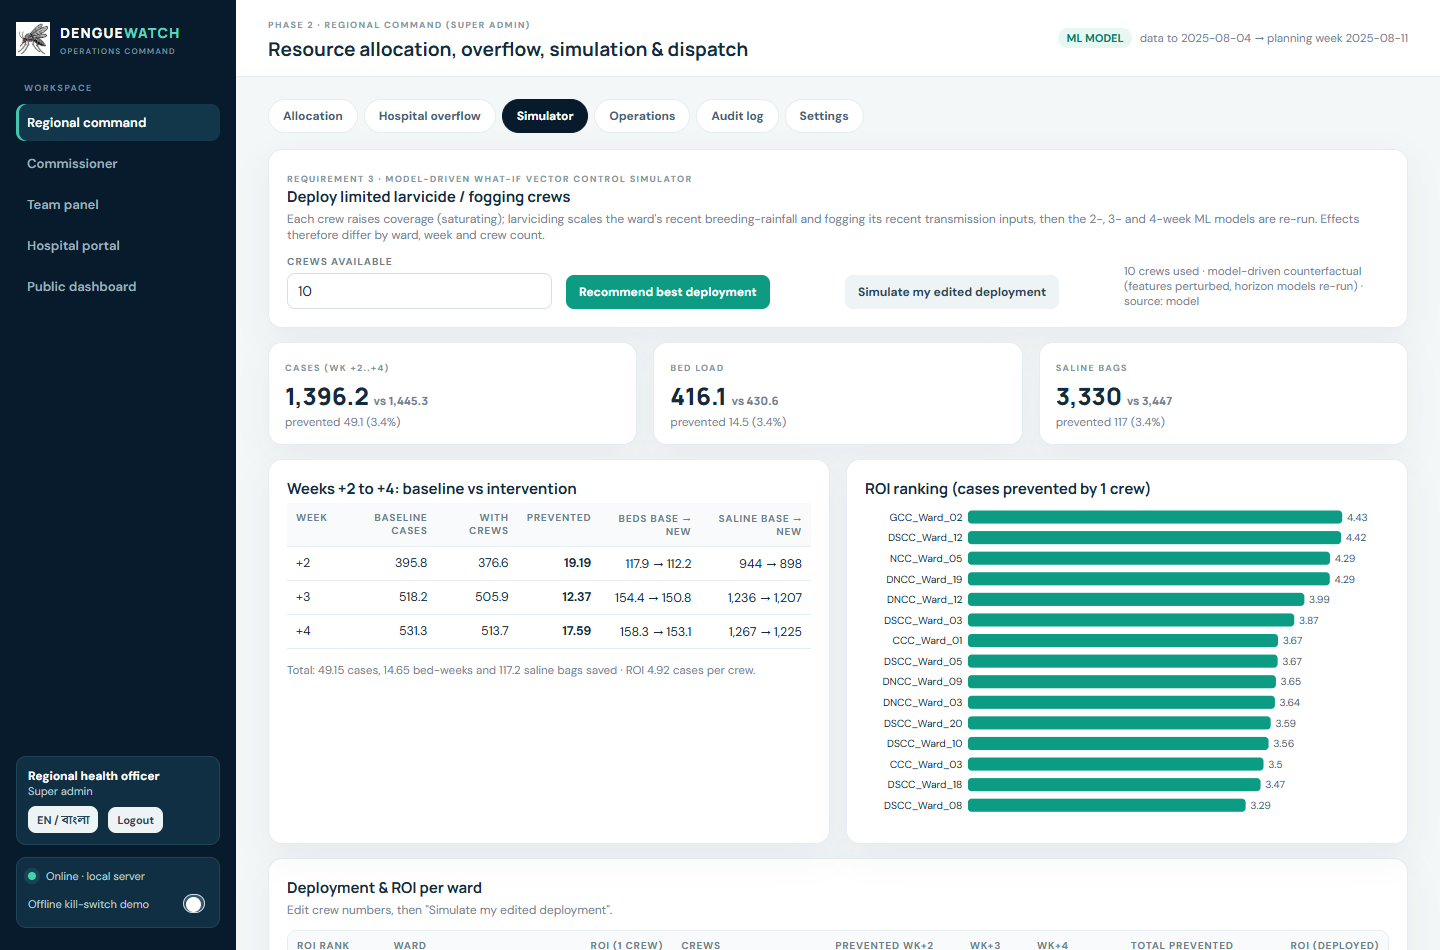 DENGUEWATCH
OPERATIONS COMMAND
WORKSPACE
Regional command
Commissioner
Team panel
Hospital portal
Public dashboard
Regional health officer
Super admin
EN / বাংলা
Logout
Online · local server
Offline kill-switch demo
PHASE 2 · REGIONAL COMMAND (SUPER ADMIN)
Resource allocation, overflow, simulation & dispatch
ML MODEL data to 2025-08-04 → planning week 2025-08-11
Allocation
Hospital overflow
Simulator
Operations
Audit log
Settings
REQUIREMENT 3 · MODEL-DRIVEN WHAT-IF VECTOR CONTROL SIMULATOR
Deploy limited larvicide / fogging crews
Each crew raises coverage (saturating); larviciding scales the ward's recent breeding-rainfall and fogging its recent transmission inputs, then the 2-, 3- and 4-week ML models are re-run. Effects
therefore differ by ward, week and crew count.
CREWS AVAILABLE
10
Recommend best deployment
Simulate my edited deployment
10 crews used · model-driven counterfactual
(features perturbed, horizon models re-run) ·
source: model
CASES (WK +2..+4)
1,396.2 vs 1,445.3
prevented 49.1 (3.4%)
BED LOAD
416.1 vs 430.6
prevented 14.5 (3.4%)
SALINE BAGS
3,330 vs 3,447
prevented 117 (3.4%)
Weeks +2 to +4: baseline vs intervention
WEEK BASELINE CASES WITH CREWS PREVENTED BEDS BASE → NEW SALINE BASE → NEW
+2 395.8 376.6 19.19 117.9 → 112.2 944 → 898
+3 518.2 505.9 12.37 154.4 → 150.8 1,236 → 1,207
+4 531.3 513.7 17.59 158.3 → 153.1 1,267 → 1,225
Total: 49.15 cases, 14.65 bed-weeks and 117.2 saline bags saved · ROI 4.92 cases per crew.
ROI ranking (cases prevented by 1 crew)
GCC_Ward_02 4.43
DSCC_Ward_12 4.42
NCC_Ward_05 4.29
DNCC_Ward_19 4.29
DNCC_Ward_12 3.99
DSCC_Ward_03 3.87
CCC_Ward_01 3.67
DSCC_Ward_05 3.67
DNCC_Ward_09 3.65
DNCC_Ward_03 3.64
DSCC_Ward_20 3.59
DSCC_Ward_10 3.56
CCC_Ward_03 3.5
DSCC_Ward_18 3.47
DSCC_Ward_08 3.29
Deployment & ROI per ward
Edit crew numbers, then "Simulate my edited deployment".
ROI RANK WARD ROI (1 CREW) CREWS PREVENTED WK+2 WK+3 WK+4 TOTAL PREVENTED ROI (DEPLOYED)